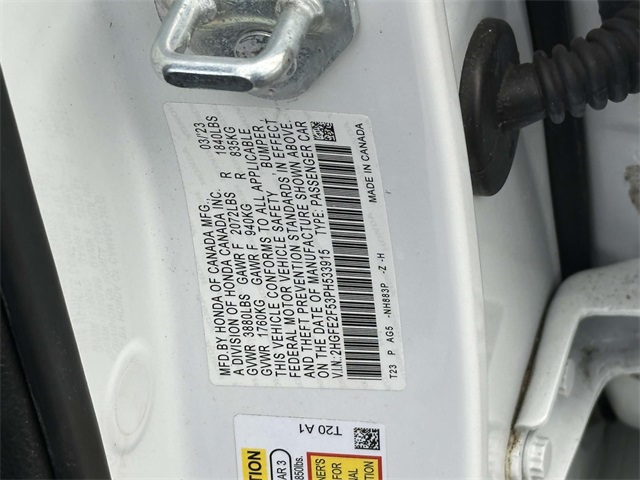 MFD.BY HONDA OF CANADA MFG., 03/'23
A DIVISION OF HONDA CANADA INC.
GVWR 3880LBS GAWR F 2072LBS R 1840LBS
GVWR 1760KG GAWR F 940KG R 835KG
THIS VEHICLE CONFORMS TO ALL APPLICABLE
FEDERAL MOTOR VEHICLE SAFETY, BUMPER,
AND THEFT PREVENTION STANDARDS IN EFFECT
ON THE DATE OF MANUFACTURE SHOWN ABOVE.
V.I.N: 2HGFE2F53PH533915 TYPE: PASSENGER CAR
T23 P AG5 -NH883P -Z -H
MADE IN CANADA
T20 A1